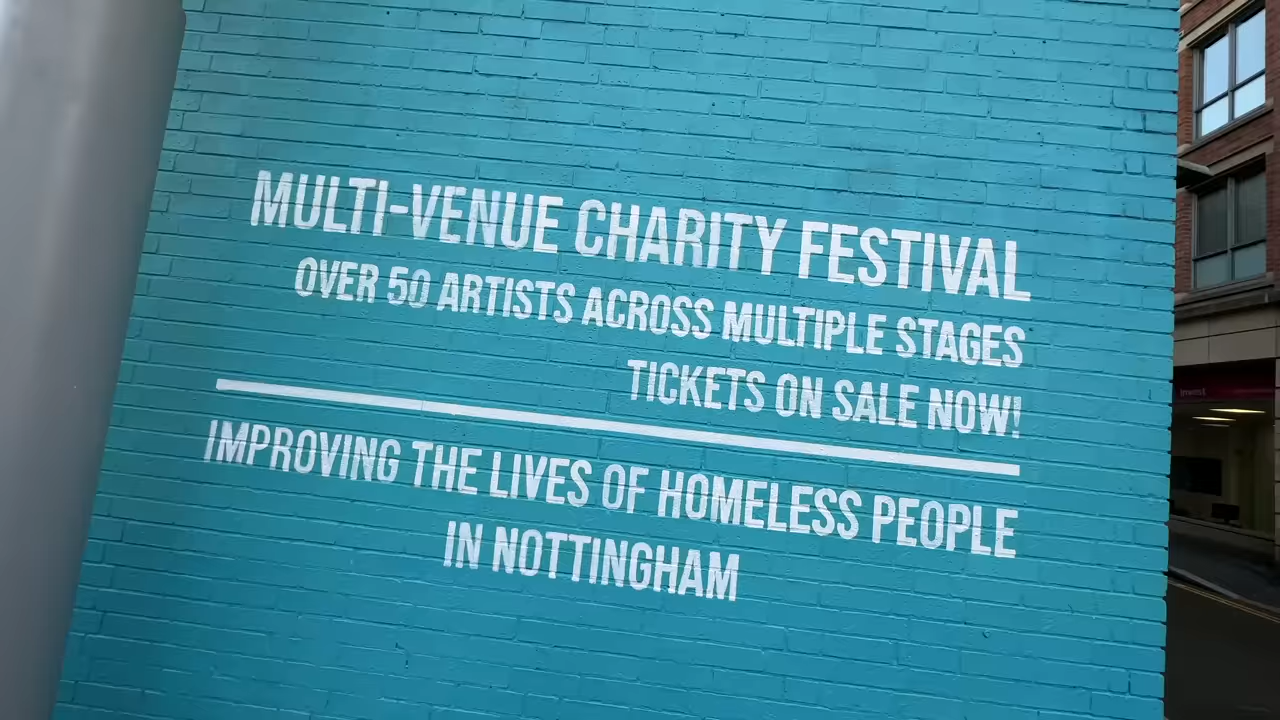 MULTI-VENUE CHARITY FESTIVAL
OVER 50 ARTISTS ACROSS MULTIPLE STAGES
TICKETS ON SALE NOW!
IMPROVING THE LIVES OF HOMELESS PEOPLE
IN NOTTINGHAM